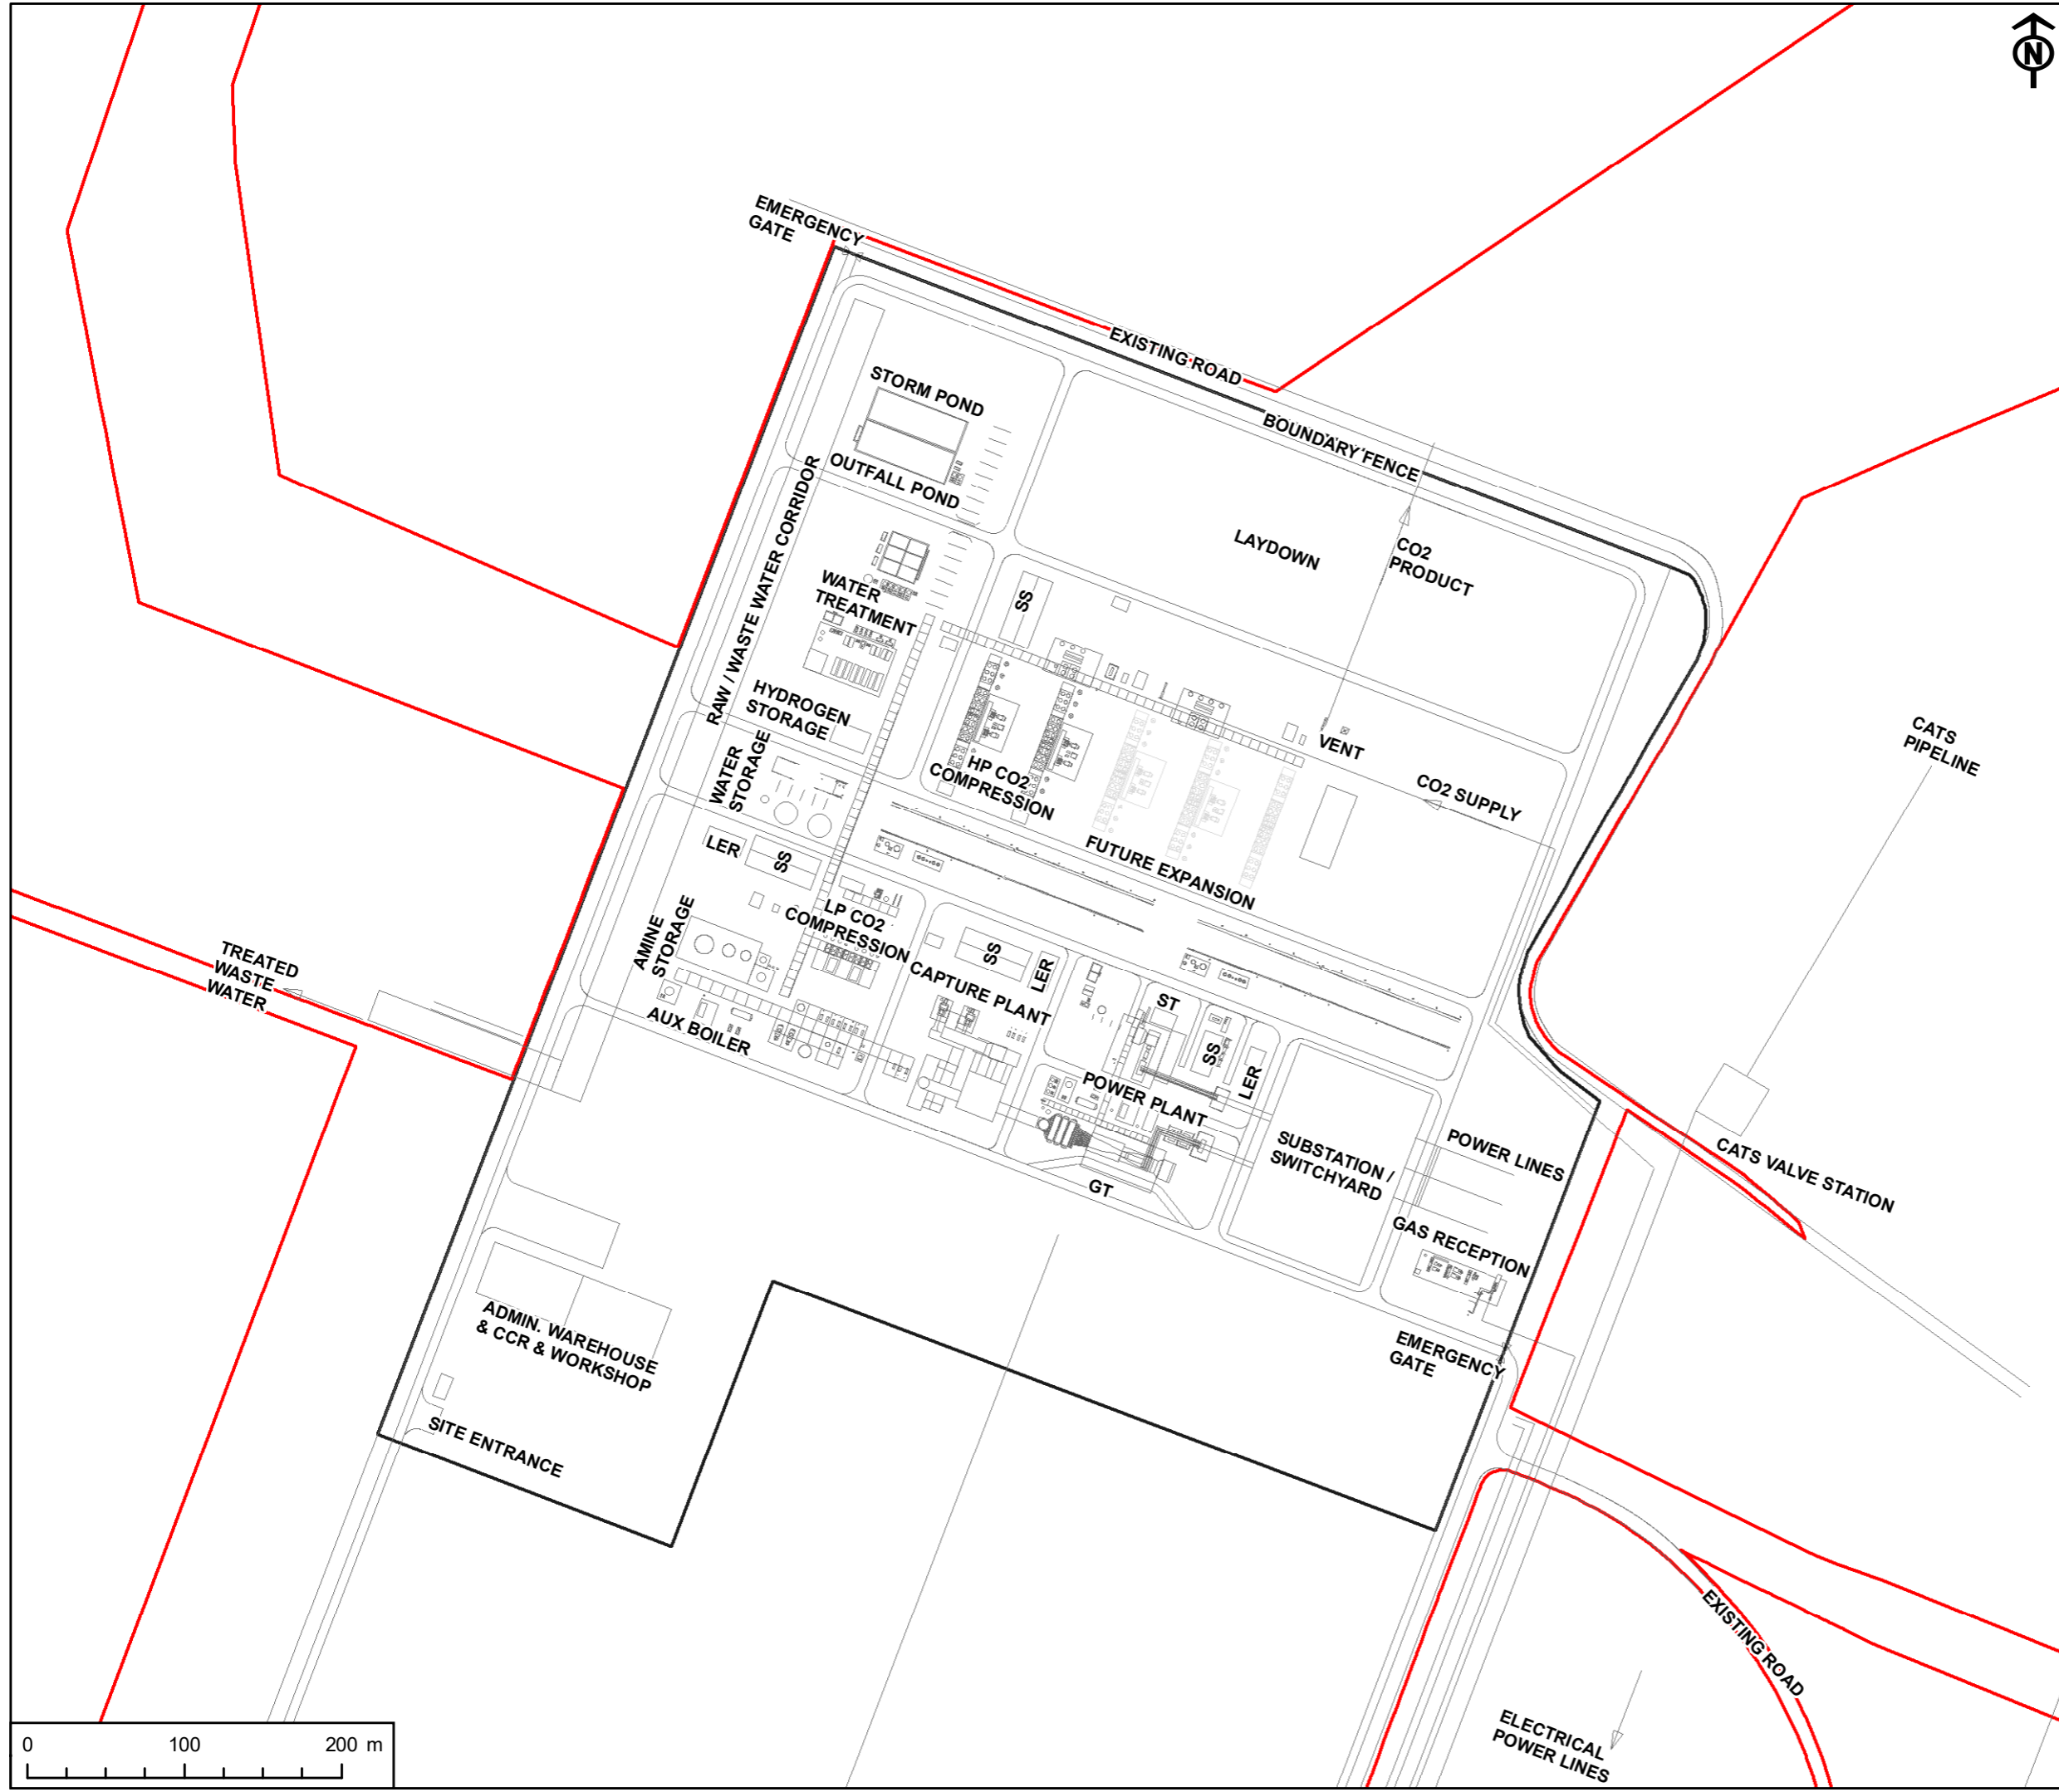 N
EMERGENCY
GATE
EXISTING ROAD
BOUNDARY FENCE
STORM POND
OUTFALL POND
RAW / WASTE WATER CORRIDOR
LAYDOWN
CO2
PRODUCT
WATER
TREATMENT
SS
HYDROGEN
STORAGE
WATER
STORAGE
HP CO2
COMPRESSION
VENT
CO2 SUPPLY
CATS
PIPELINE
FUTURE EXPANSION
LER
SS
LP CO2
COMPRESSION
AMINE
STORAGE
SS
LER
CAPTURE PLANT
AUX BOILER
TREATED
WASTE
WATER
ST
SS
LER
POWER PLANT
GT
SUBSTATION /
SWITCHYARD
POWER LINES
CATS VALVE STATION
GAS RECEPTION
EMERGENCY
GATE
ADMIN. WAREHOUSE
& CCR & WORKSHOP
SITE ENTRANCE
EXISTING ROAD
ELECTRICAL
POWER LINES
0 100 200 m